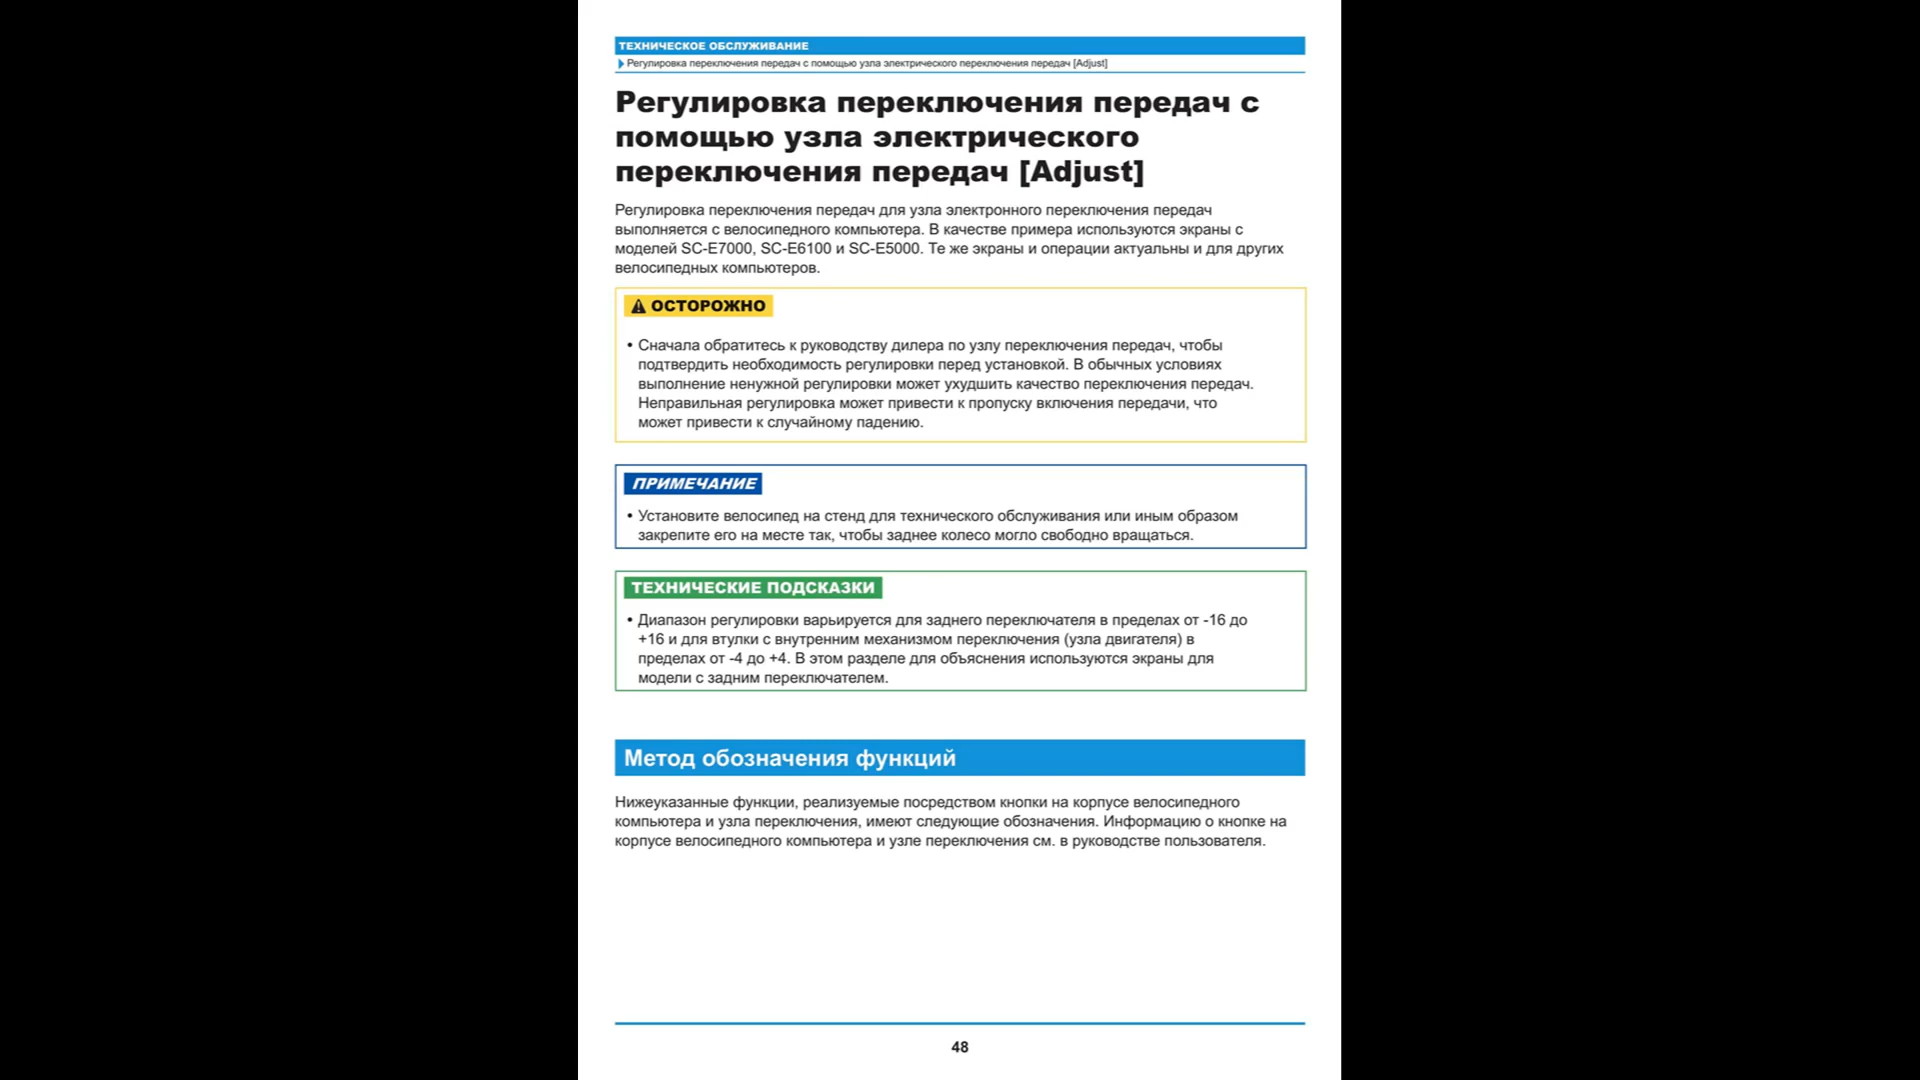 ТЕХНИЧЕСКОЕ ОБСЛУЖИВАНИЕ
Регулировка переключения передач с помощью узла электрического переключения передач [Adjust]
Регулировка переключения передач с
помощью узла электрического
переключения передач [Adjust]
Регулировка переключения передач для узла электронного переключения передач
выполняется с велосипедного компьютера. В качестве примера используются экраны с
моделей SC-E7000, SC-E6100 и SC-E5000. Те же экраны и операции актуальны и для других
велосипедных компьютеров.
ОСТОРОЖНО
• Сначала обратитесь к руководству дилера по узлу переключения передач, чтобы
подтвердить необходимость регулировки перед установкой. В обычных условиях
выполнение ненужной регулировки может ухудшить качество переключения передач.
Неправильная регулировка может привести к пропуску включения передачи, что
может привести к случайному падению.
ПРИМЕЧАНИЕ
• Установите велосипед на стенд для технического обслуживания или иным образом
закрепите его на месте так, чтобы заднее колесо могло свободно вращаться.
ТЕХНИЧЕСКИЕ ПОДСКАЗКИ
• Диапазон регулировки варьируется для заднего переключателя в пределах от -16 до
+16 и для втулки с внутренним механизмом переключения (узла двигателя) в
пределах от -4 до +4. В этом разделе для объяснения используются экраны для
модели с задним переключателем.
Метод обозначения функций
Нижеуказанные функции, реализуемые посредством кнопки на корпусе велосипедного
компьютера и узла переключения, имеют следующие обозначения. Информацию о кнопке на
корпусе велосипедного компьютера и узле переключения см. в руководстве пользователя.
48